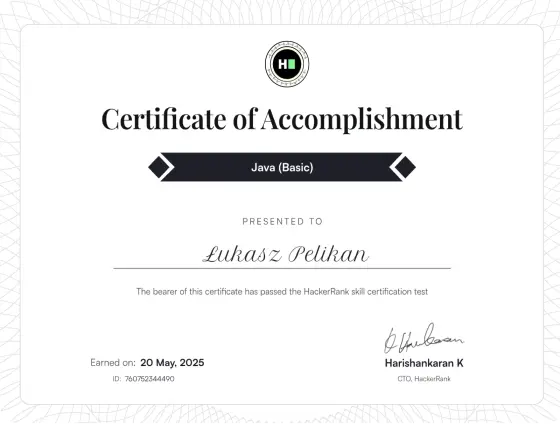 H
Certificate of Accomplishment
Java (Basic)
PRESENTED TO
Łukasz Pelikan
The bearer of this certificate has passed the HackerRank skill certification test
Earned on: 20 May, 2025
ID: 760752344490
Harishankaran K
CTO, HackerRank